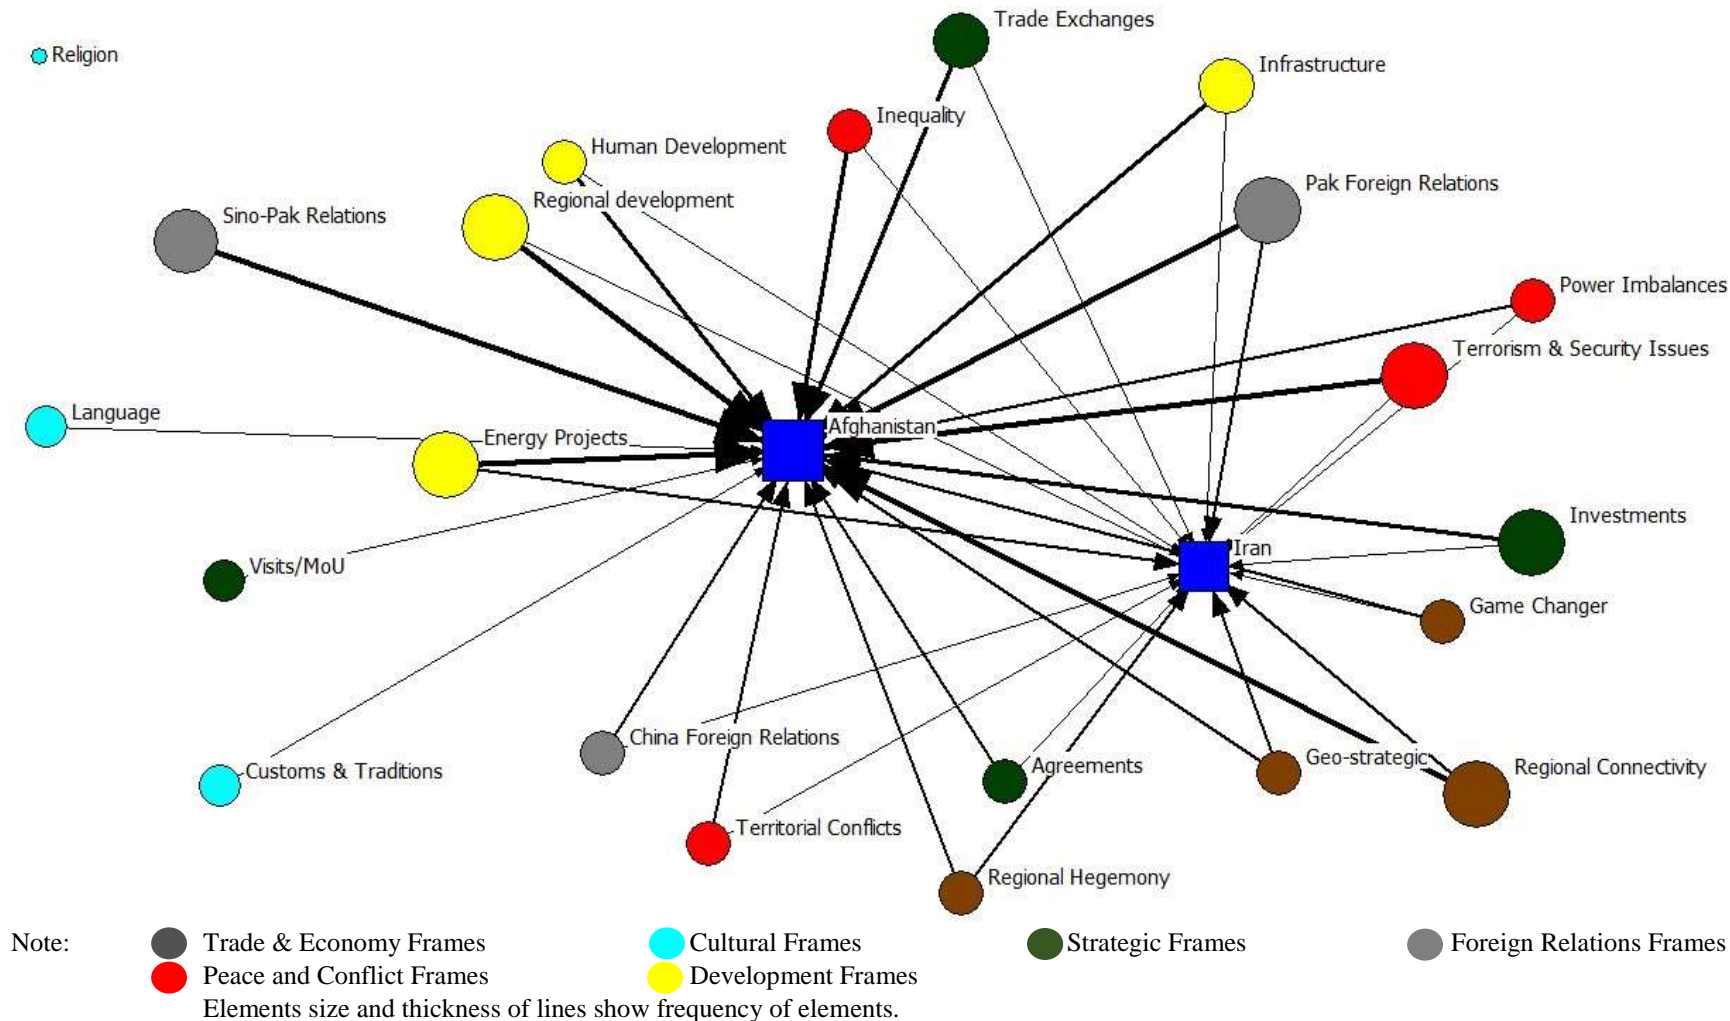 Trade Exchanges
Religion
Infrastructure
Inequality
Human Development
Pak Foreign Relations
Regional development
Sino-Pak Relations
Power Imbalances
Terrorism & Security Issues
Language
Afghanistan
Energy Projects
Investments
Iran
Visits/MoU
Game Changer
China Foreign Relations
Geo-strategic
Agreements
Regional Connectivity
Customs & Traditions
Territorial Conflicts
Regional Hegemony
Note: Trade & Economy Frames Cultural Frames Strategic Frames Foreign Relations Frames
Peace and Conflict Frames Development Frames
Elements size and thickness of lines show frequency of elements.